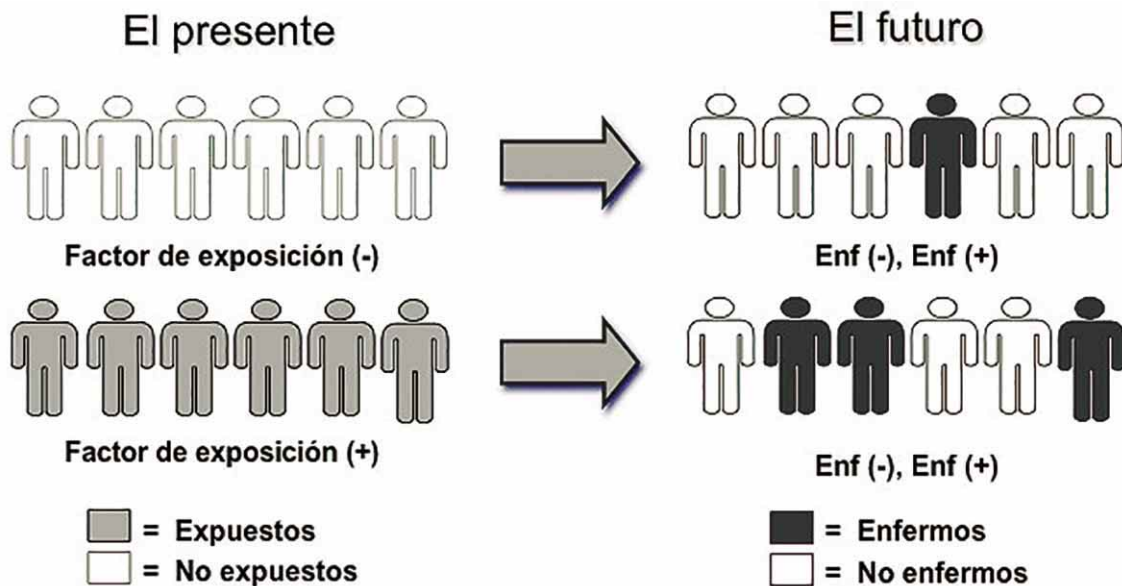 El presente
El futuro
Factor de exposición (-)
Enf (-), Enf (+)
Factor de exposición (+)
Enf (-), Enf (+)
= Expuestos
= No expuestos
= Enfermos
= No enfermos